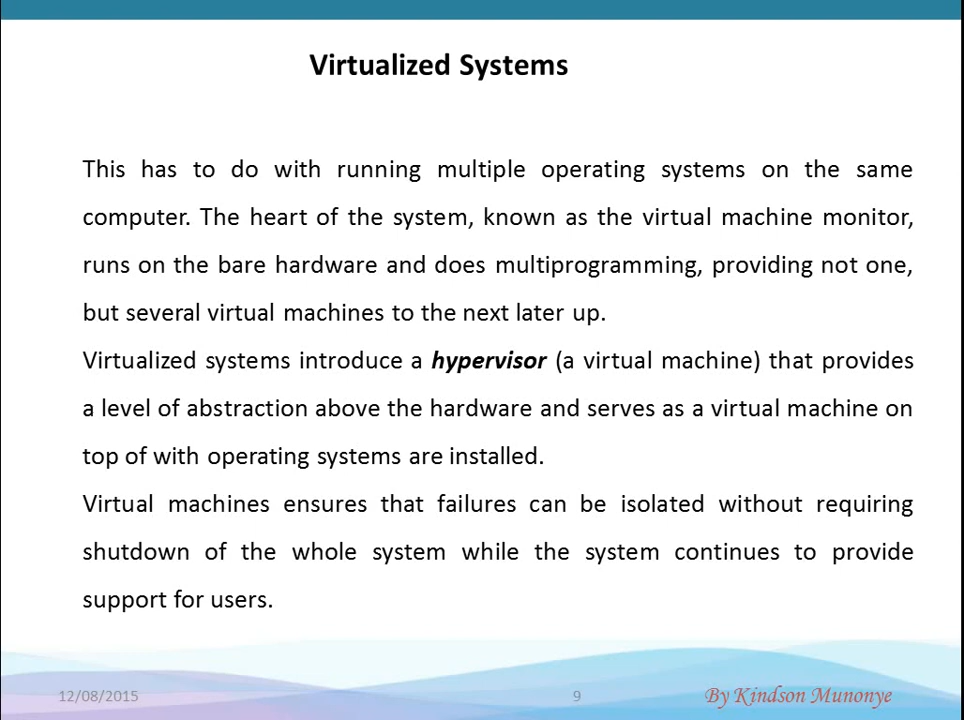 Virtualized Systems
This has to do with running multiple operating systems on the same
computer. The heart of the system, known as the virtual machine monitor,
runs on the bare hardware and does multiprogramming, providing not one,
but several virtual machines to the next later up.
Virtualized systems introduce a hypervisor (a virtual machine) that provides
a level of abstraction above the hardware and serves as a virtual machine on
top of with operating systems are installed.
Virtual machines ensures that failures can be isolated without requiring
shutdown of the whole system while the system continues to provide
support for users.
12/08/2015
9
By Kindson Munonye